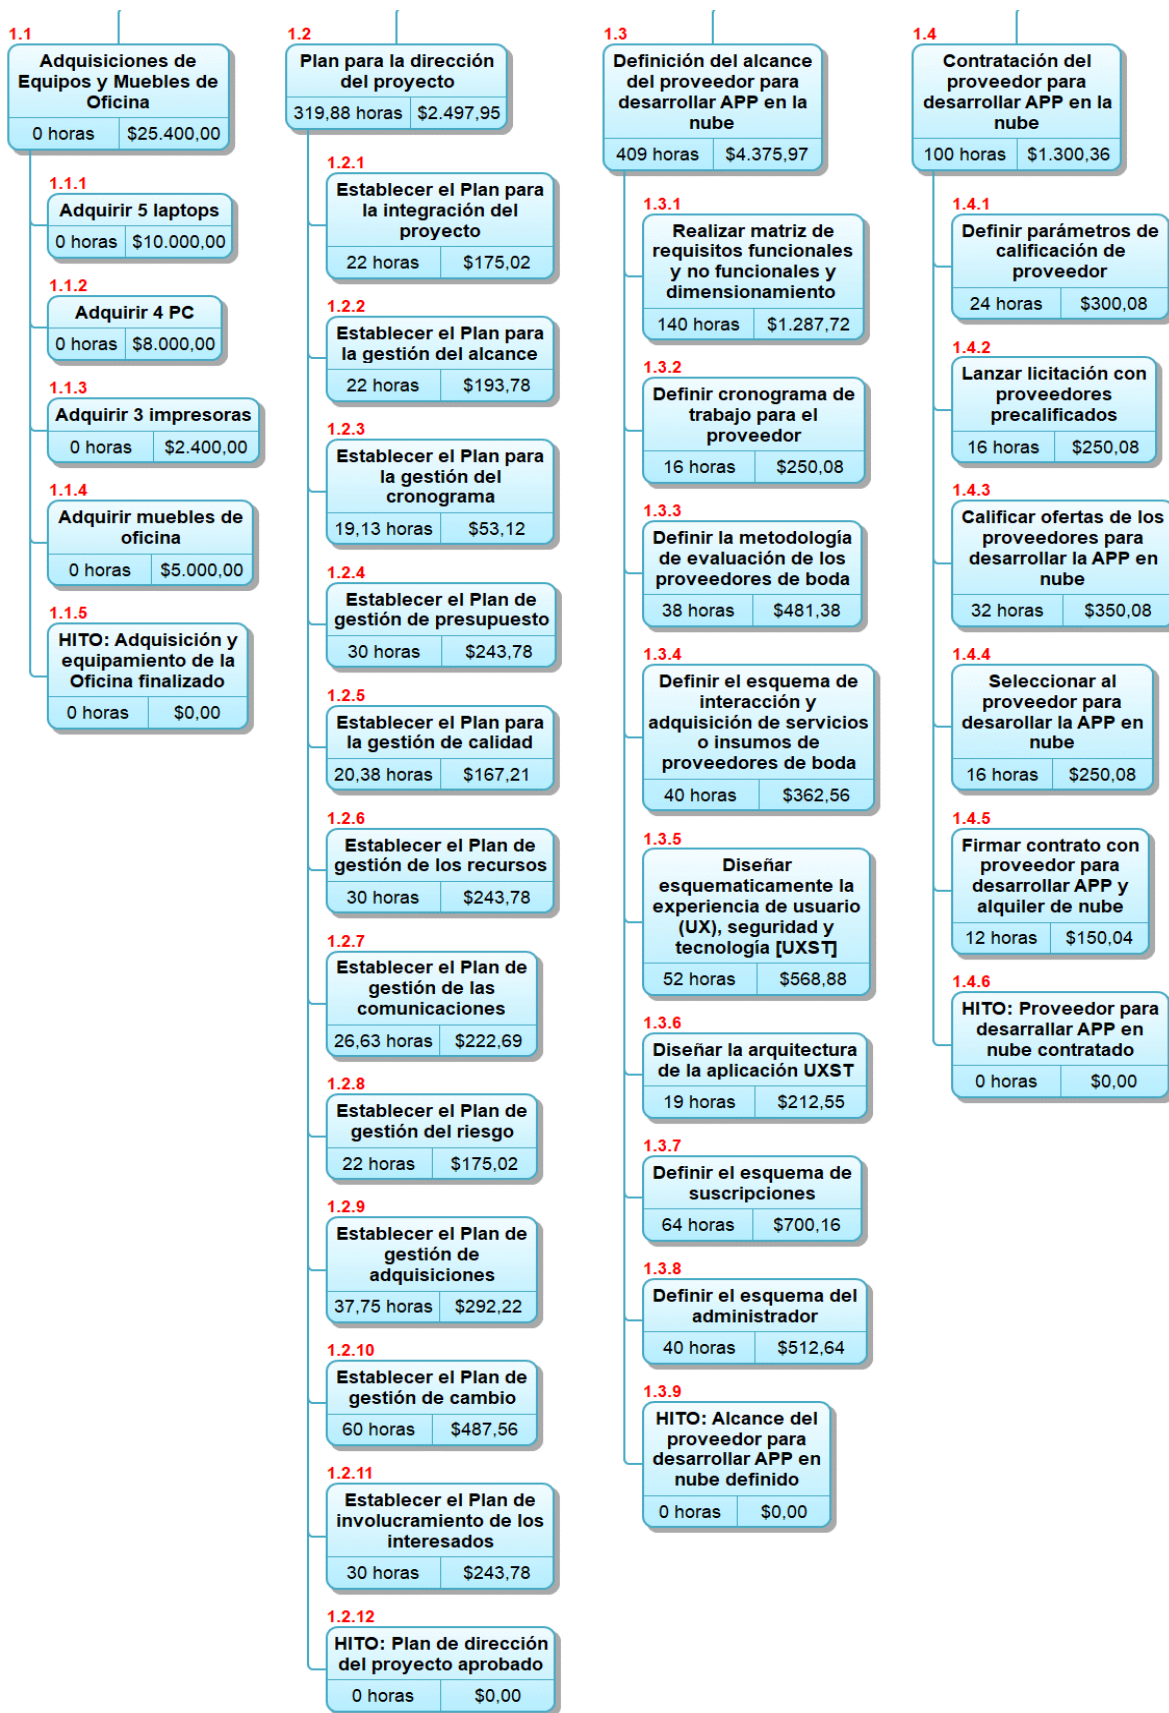 1.1
Adquisiciones de
Equipos y Muebles de
Oficina
0 horas $25.400,00
1.1.1
Adquirir 5 laptops
0 horas $10.000,00
1.1.2
Adquirir 4 PC
0 horas $8.000,00
1.1.3
Adquirir 3 impresoras
0 horas $2.400,00
1.1.4
Adquirir muebles de
oficina
0 horas $5.000,00
1.1.5
HITO: Adquisición y
equipamiento de la
Oficina finalizado
0 horas $0,00
1.2
Plan para la dirección
del proyecto
319,88 horas $2.497,95
1.2.1
Establecer el Plan para
la integración del
proyecto
22 horas $175,02
1.2.2
Establecer el Plan para
la gestión del alcance
22 horas $193,78
1.2.3
Establecer el Plan para
la gestión del
cronograma
19,13 horas $53,12
1.2.4
Establecer el Plan de
gestión de presupuesto
30 horas $243,78
1.2.5
Establecer el Plan para
la gestión de calidad
20,38 horas $167,21
1.2.6
Establecer el Plan de
gestión de los recursos
30 horas $243,78
1.2.7
Establecer el Plan de
gestión de las
comunicaciones
26,63 horas $222,69
1.2.8
Establecer el Plan de
gestión del riesgo
22 horas $175,02
1.2.9
Establecer el Plan de
gestión de
adquisiciones
37,75 horas $292,22
1.2.10
Establecer el Plan de
gestión de cambio
60 horas $487,56
1.2.11
Establecer el Plan de
involucramiento de los
interesados
30 horas $243,78
1.2.12
HITO: Plan de dirección
del proyecto aprobado
0 horas $0,00
1.3
Definición del alcance
del proveedor para
desarrollar APP en la
nube
409 horas $4.375,97
1.3.1
Realizar matriz de
requisitos funcionales
y no funcionales y
dimensionamiento
140 horas $1.287,72
1.3.2
Definir cronograma de
trabajo para el
proveedor
16 horas $250,08
1.3.3
Definir la metodología
de evaluación de los
proveedores de boda
38 horas $481,38
1.3.4
Definir el esquema de
interacción y
adquisición de servicios
o insumos de
proveedores de boda
40 horas $362,56
1.3.5
Diseñar
esquematicamente la
experiencia de usuario
(UX), seguridad y
tecnología [UXST]
52 horas $568,88
1.3.6
Diseñar la arquitectura
de la aplicación UXST
19 horas $212,55
1.3.7
Definir el esquema de
suscripciones
64 horas $700,16
1.3.8
Definir el esquema del
administrador
40 horas $512,64
1.3.9
HITO: Alcance del
proveedor para
desarrollar APP en
nube definido
0 horas $0,00
1.4
Contratación del
proveedor para
desarrollar APP en la
nube
100 horas $1.300,36
1.4.1
Definir parámetros de
calificación de
proveedor
24 horas $300,08
1.4.2
Lanzar licitación con
proveedores
precalificados
16 horas $250,08
1.4.3
Calificar ofertas de los
proveedores para
desarrollar la APP en
nube
32 horas $350,08
1.4.4
Seleccionar al
proveedor para
desarollar la APP en
nube
16 horas $250,08
1.4.5
Firmar contrato con
proveedor para
desarrollar APP y
alquiler de nube
12 horas $150,04
1.4.6
HITO: Proveedor para
desarrallar APP en
nube contratado
0 horas $0,00